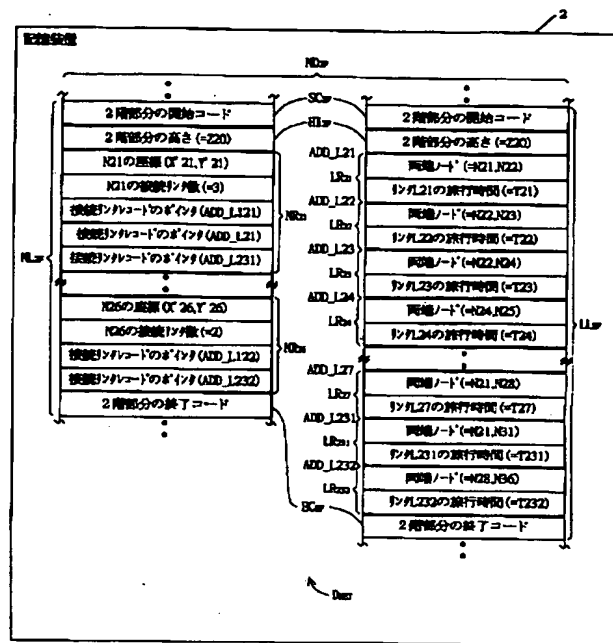 2
記憶装置
ND2F
SC2F
2階部分の開始コード
H2F
2階部分の高さ(=Z20)
N21の座標(X'21,Y'21)
N21の接続リンク数(=3)
接続リンクレコードのポインタ(ADD_L121)
接続リンクレコードのポインタ(ADD_L21)
接続リンクレコードのポインタ(ADD_L231)
NR21
NL2F
N26の座標(X'26,Y'26)
N26の接続リンク数(=2)
接続リンクレコードのポインタ(ADD_L122)
接続リンクレコードのポインタ(ADD_L232)
NR26
2階部分の終了コード
EC2F
2階部分の開始コード
2階部分の高さ(=Z20)
ADD_L21
LR21
両端ノード(=N21,N22)
リンクL21の旅行時間(=T21)
ADD_L22
LR22
両端ノード(=N22,N23)
リンクL22の旅行時間(=T22)
ADD_L23
LR23
両端ノード(=N22,N24)
リンクL23の旅行時間(=T23)
ADD_L24
LR24
両端ノード(=N24,N25)
リンクL24の旅行時間(=T24)
LL2F
ADD_L27
LR27
両端ノード(=N21,N28)
リンクL27の旅行時間(=T27)
ADD_L231
LR231
両端ノード(=N21,N31)
リンクL231の旅行時間(=T231)
ADD_L232
LR232
両端ノード(=N28,N36)
リンクL232の旅行時間(=T232)
2階部分の終了コード